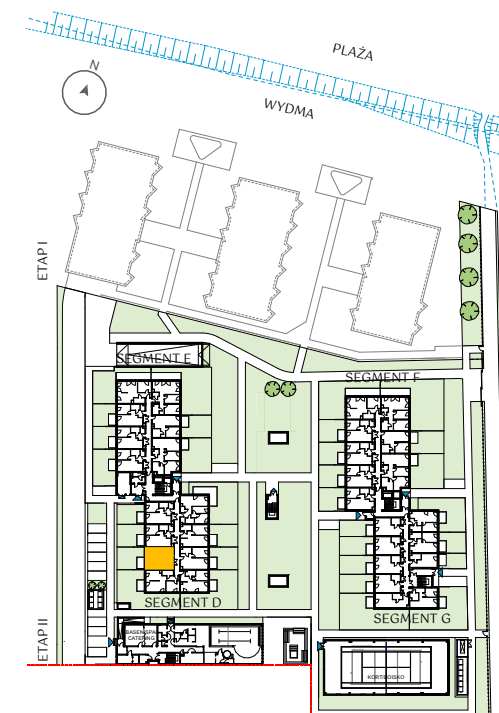 PLAŻA
N
WYDMA
ETAP I
SEGMENT E
SEGMENT F
SEGMENT D
SEGMENT G
ETAP II
BASEN/SPA
CATERING
KORT/BOISKO